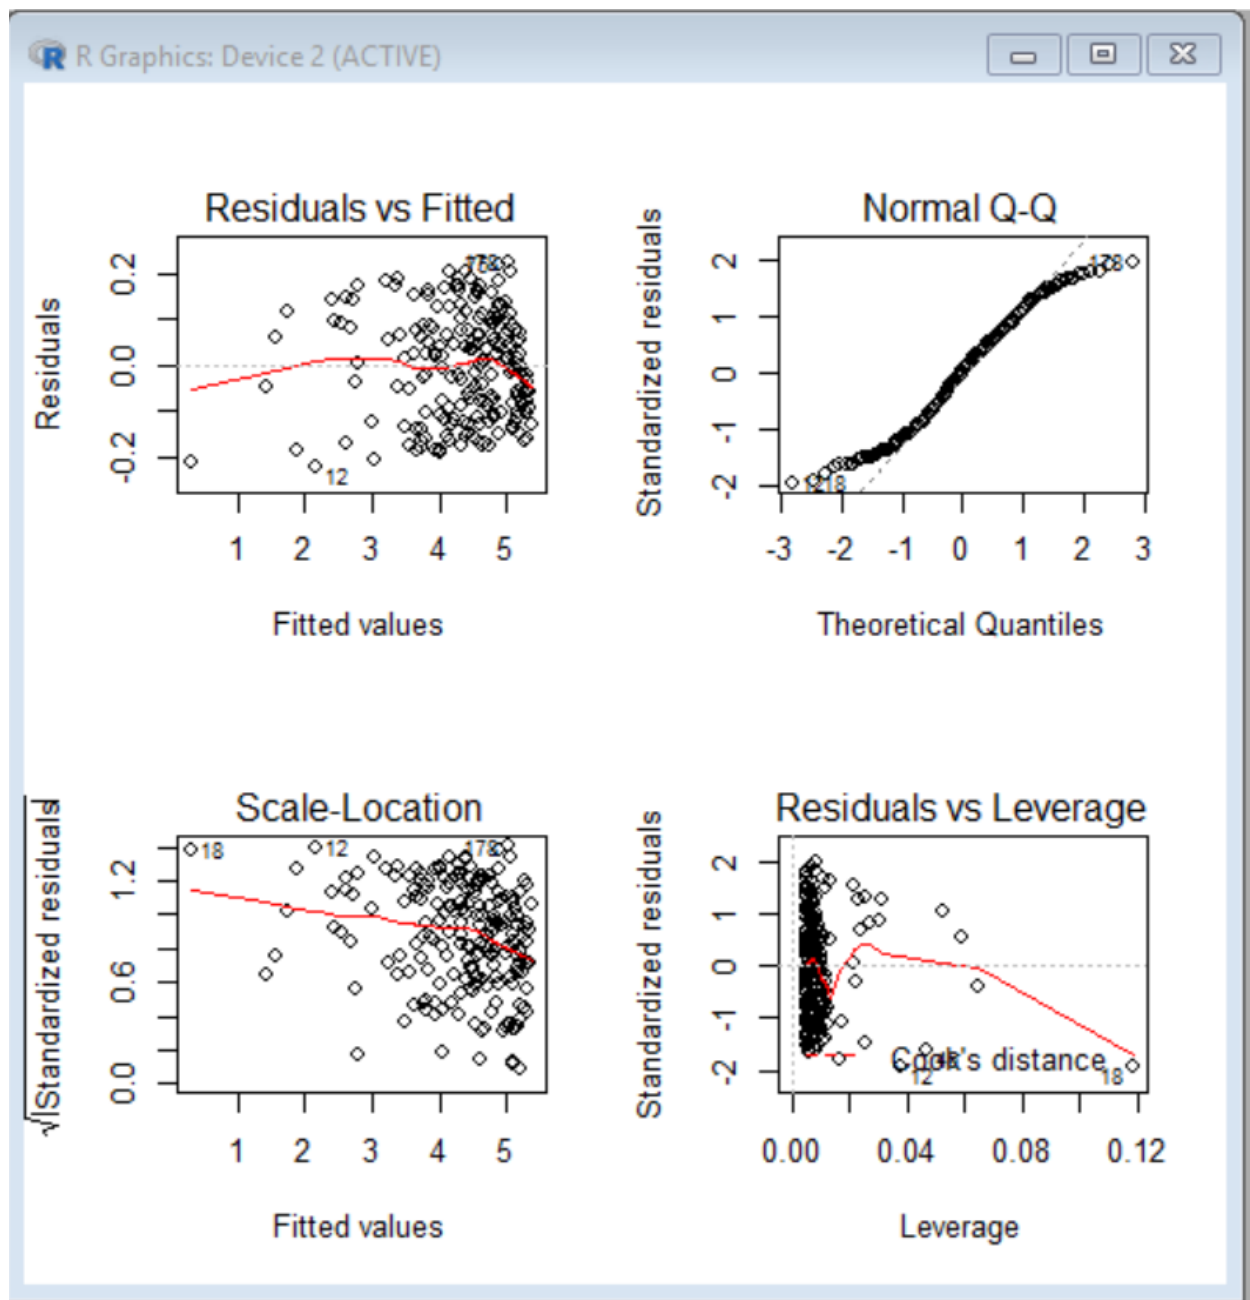 R Graphics: Device 2 (ACTIVE)
Residuals vs Fitted
Residuals
0.2
0.0
-0.2
12
1 2 3 4 5
Fitted values
Normal Q-Q
Standardized residuals
2
1
0
-1
-2
178
1218
-3 -2 -1 0 1 2 3
Theoretical Quantiles
Scale-Location
√|Standardized residuals|
1.2
0.6
0.0
18
12
178
1 2 3 4 5
Fitted values
Residuals vs Leverage
Standardized residuals
2
1
0
-1
-2
Cook's distance
12
18
0.00 0.04 0.08 0.12
Leverage